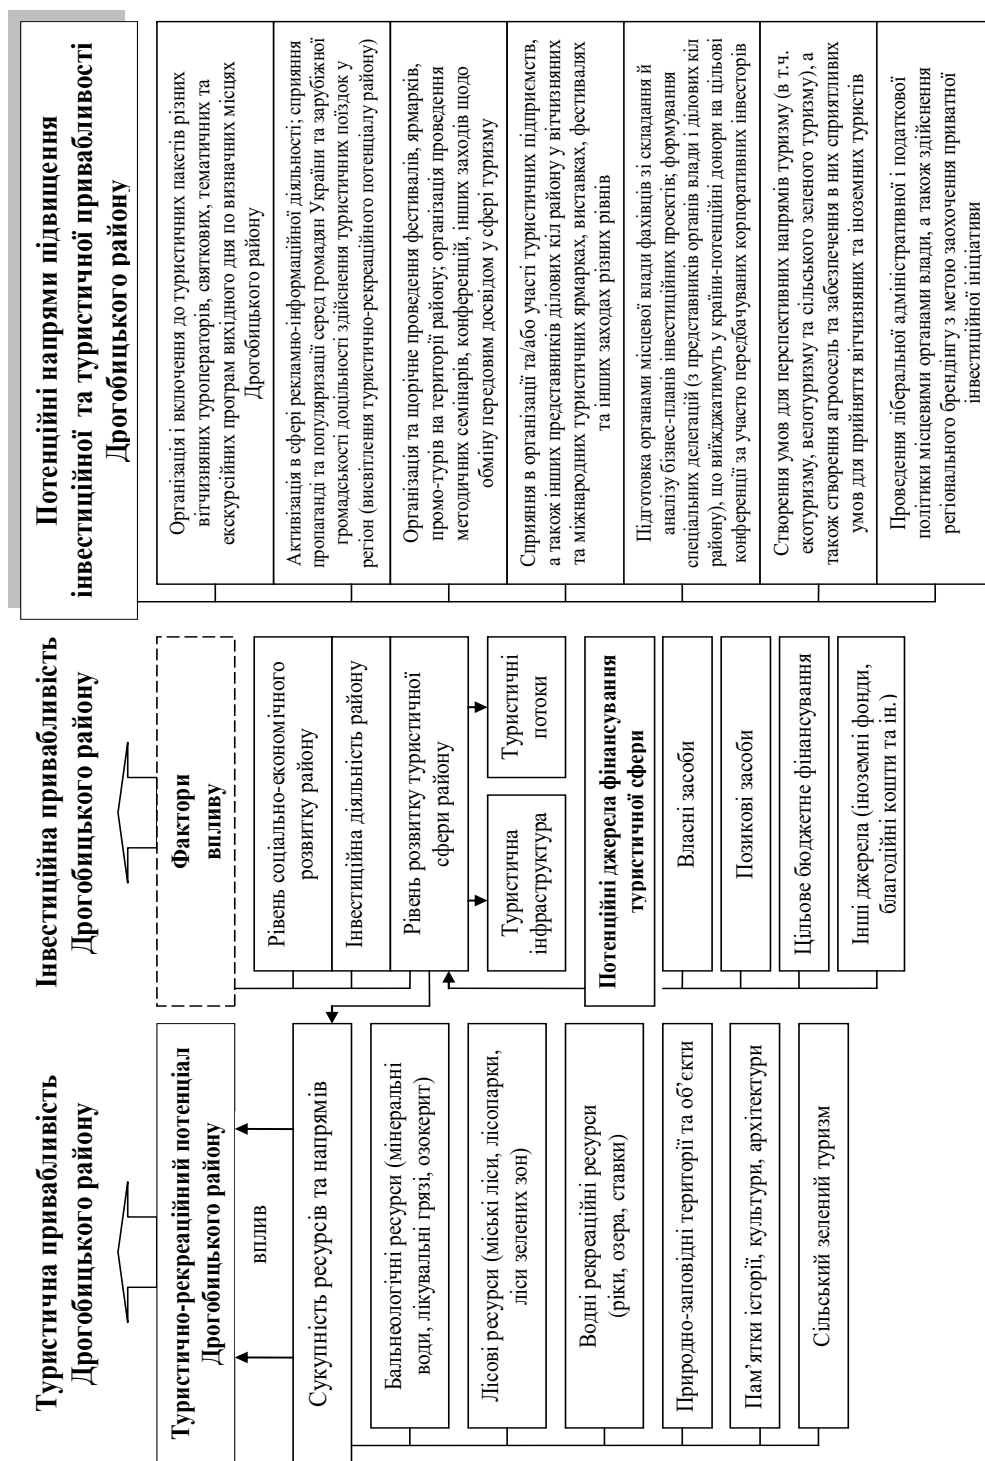 Туристична привабливість
Дрогобицького району
Туристично-рекреаційний потенціал
Дрогобицького району
вплив
Сукупність ресурсів та напрямів
Бальнеологічні ресурси (мінеральні
води, лікувальні грязі, озокерит)
Лісові ресурси (міські ліси, лісопарки,
ліси зелених зон)
Водні рекреаційні ресурси
(ріки, озера, ставки)
Природно-заповідні території та об’єкти
Пам’ятки історії, культури, архітектури
Сільський зелений туризм
Інвестиційна привабливість
Дрогобицького району
Фактори
впливу
Рівень соціально-економічного
розвитку району
Інвестиційна діяльність району
Рівень розвитку туристичної
сфери району
Туристична
інфраструктура
Туристичні
потоки
Потенційні джерела фінансування
туристичної сфери
Власні засоби
Позикові засоби
Цільове бюджетне фінансування
Інші джерела (іноземні фонди,
благодійні кошти та ін.)
Потенційні напрями підвищення
інвестиційної та туристичної привабливості
Дрогобицького району
Організація і включення до туристичних пакетів різних
вітчизняних туроператорів, святкових, тематичних та
екскурсійних програм вихідного дня по визначних місцях
Дрогобицького району
Активізація в сфері рекламно-інформаційної діяльності; сприяння
пропаганді та популяризації серед громадян України та зарубіжної
громадськості доцільності здійснення туристичних поїздок у
регіон (висвітлення туристично-рекреаційного потенціалу району)
Організація та щорічне проведення фестивалів, ярмарків,
промо-турів на території району; організація проведення
методичних семінарів, конференцій, інших заходів щодо
обміну передовим досвідом у сфері туризму
Сприяння в організації та/або участі туристичних підприємств,
а також інших представників ділових кіл району у вітчизняних
та міжнародних туристичних ярмарках, виставках, фестивалях
та інших заходах різних рівнів
Підготовка органами місцевої влади фахівців зі складання й
аналізу бізнес-планів інвестиційних проектів; формування
спеціальних делегацій (з представників органів влади і ділових кіл
району), що виїжджатимуть у країни-потенційні донори на цільові
конференції за участю передбачуваних корпоративних інвесторів
Створення умов для перспективних напрямів туризму (в т.ч.
екотуризму, велотуризму та сільського зеленого туризму), а
також створення агроосель та забезпечення в них сприятливих
умов для прийняття вітчизняних та іноземних туристів
Проведення ліберальної адміністративної і податкової
політики місцевим органами влади, а також здійснення
регіонального брендінгу з метою заохочення приватної
інвестиційної ініціативи